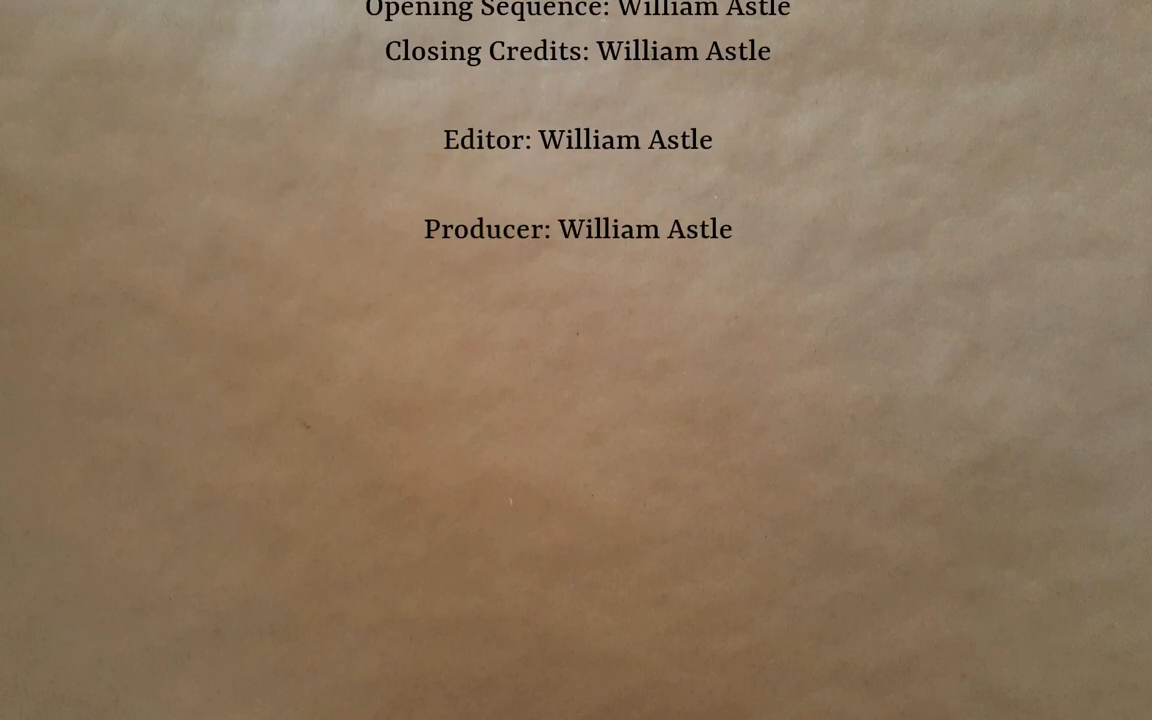 Opening Sequence: William Astle
Closing Credits: William Astle
Editor: William Astle
Producer: William Astle